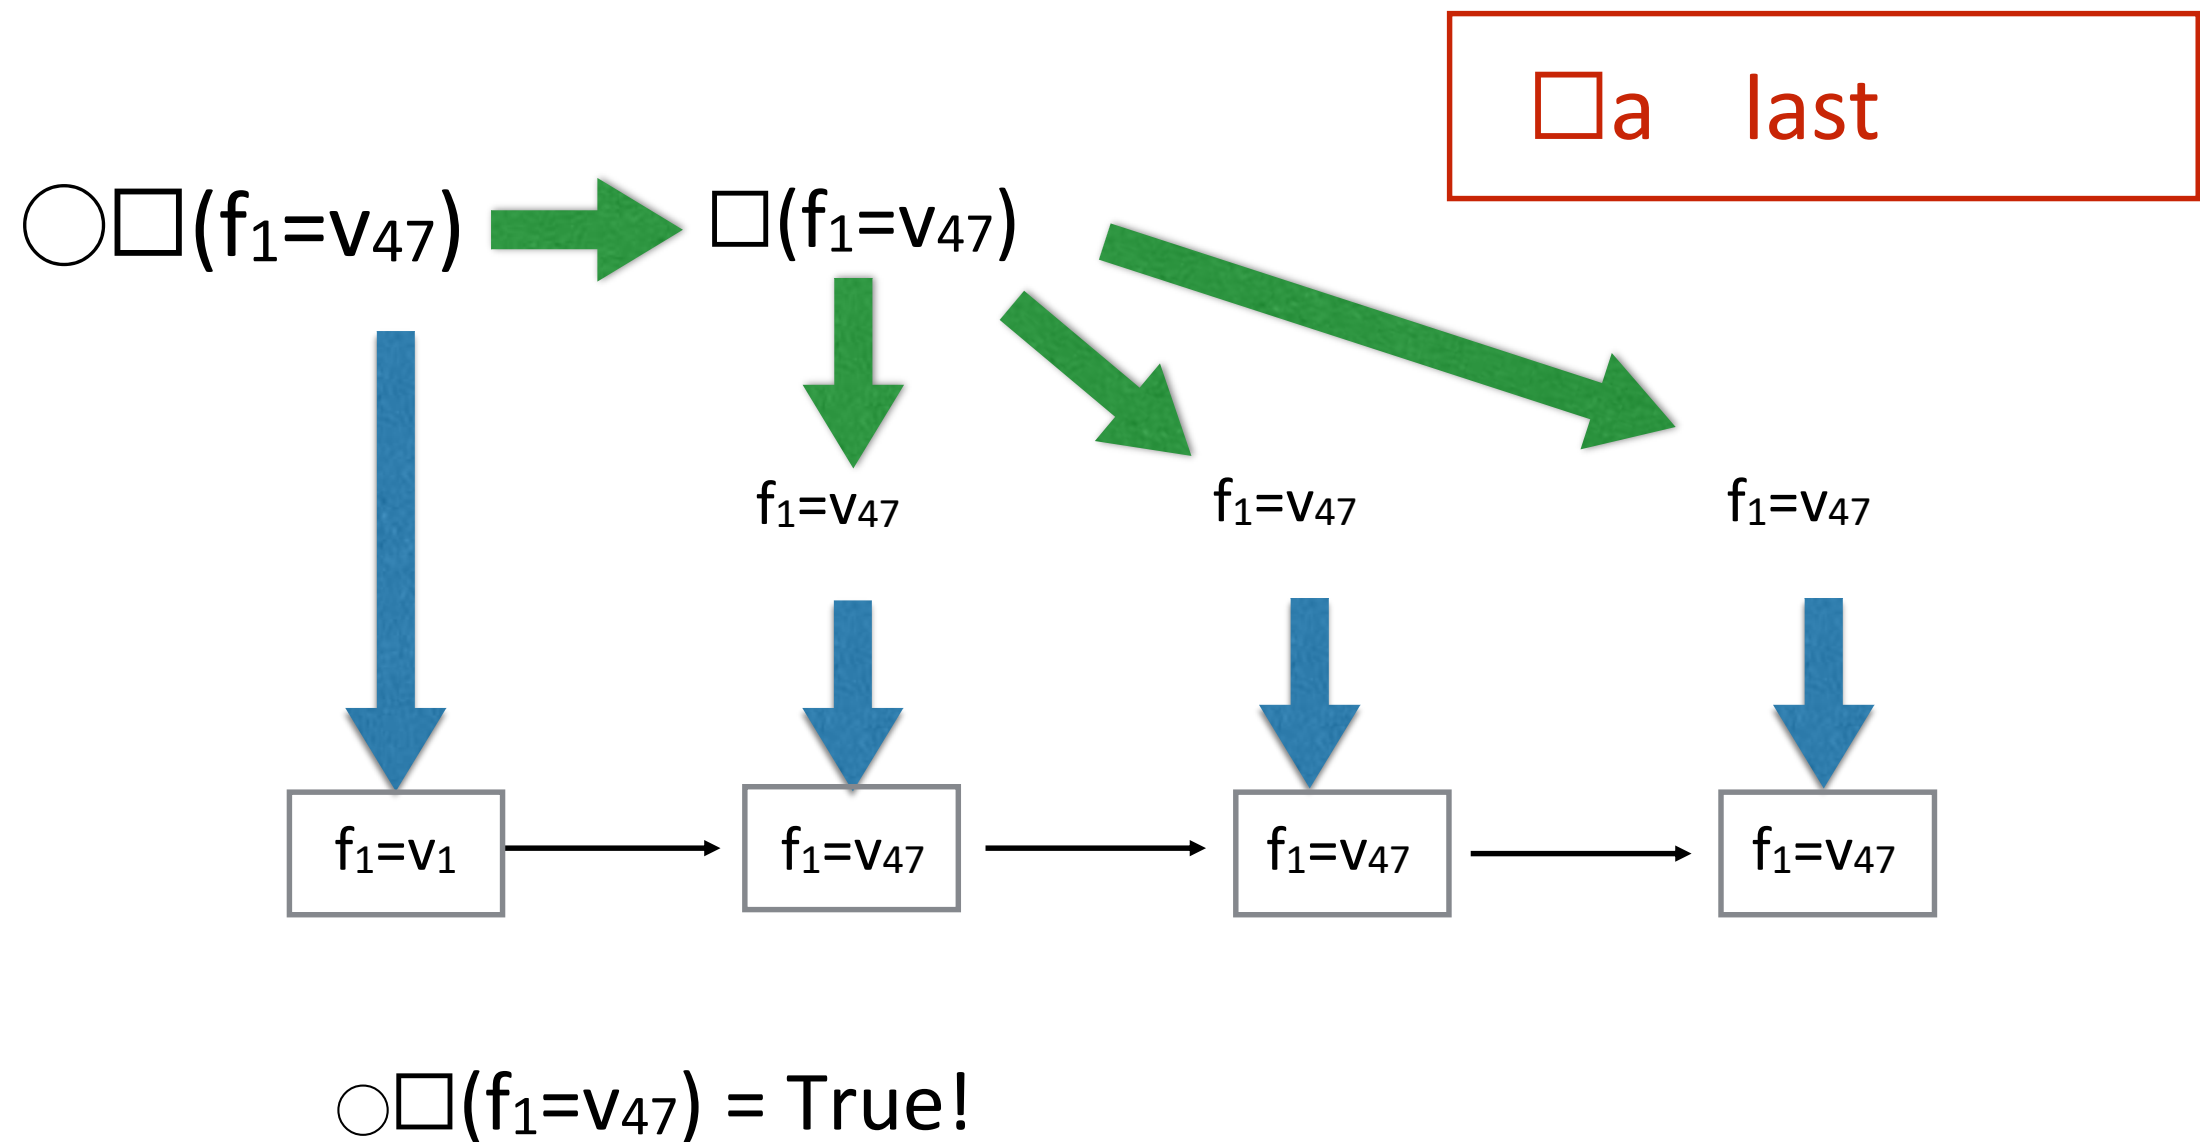 □a last
◯□(f₁=v₄₇) □(f₁=v₄₇)
f₁=v₄₇ f₁=v₄₇ f₁=v₄₇
f₁=v₁ f₁=v₄₇ f₁=v₄₇ f₁=v₄₇
◯□(f₁=v₄₇) = True!